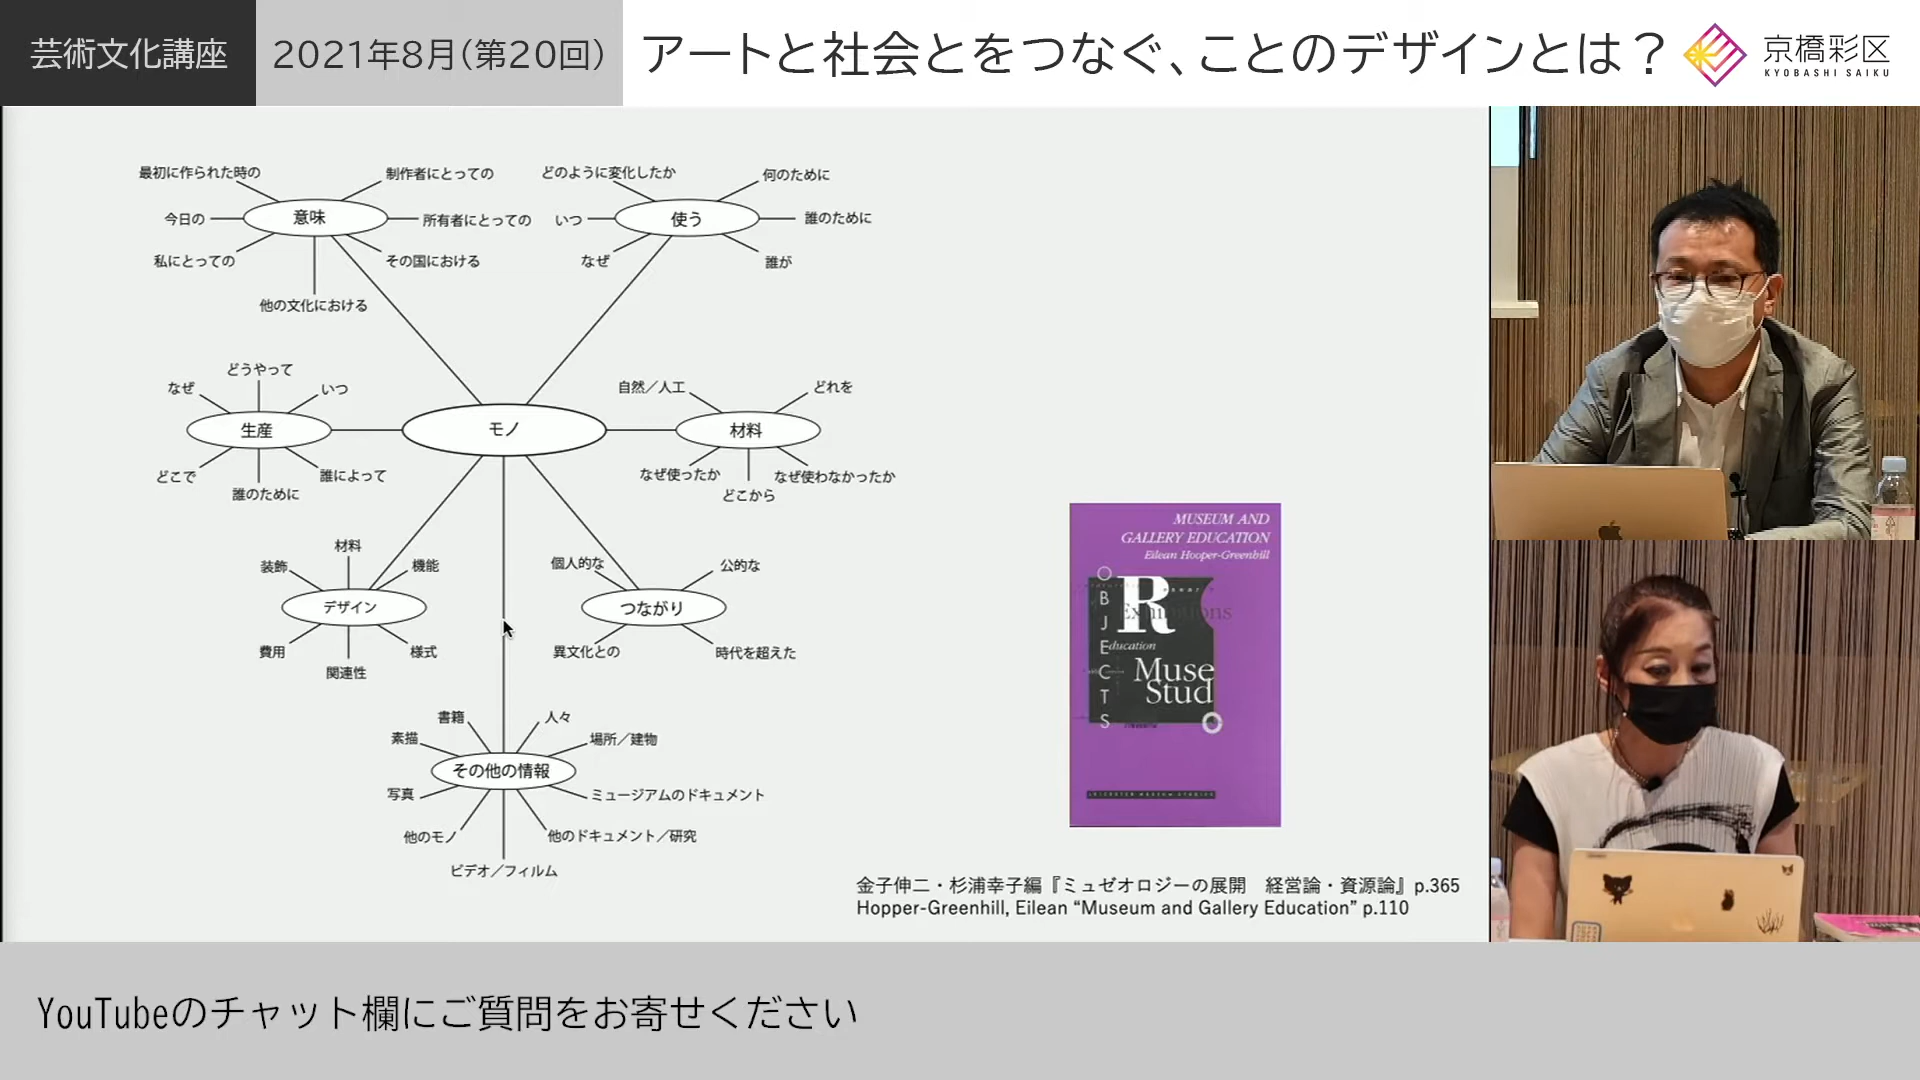 芸術文化講座
2021年8月(第20回)
アートと社会とをつなぐ、ことのデザインとは？
京橋彩区
KYOBASHI SAIKU
最初に作られた時の
制作者にとっての
今日の
意味
所有者にとっての
私にとっての
その国における
他の文化における
どのように変化したか
何のために
いつ
使う
誰のために
なぜ
誰が
どうやって
なぜ
いつ
生産
どこで
誰のために
誰によって
モノ
自然／人工
どれを
材料
なぜ使ったか
どこから
なぜ使わなかったか
材料
装飾
機能
デザイン
費用
関連性
様式
個人的な
公的な
つながり
異文化との
時代を超えた
書籍
人々
素描
場所／建物
その他の情報
写真
ミュージアムのドキュメント
他のモノ
他のドキュメント／研究
ビデオ／フィルム
MUSEUM AND
GALLERY EDUCATION
Eilean Hooper-Greenhill
OBJECTS
R
Exhibitions
Education
Muse
Stud
金子伸二・杉浦幸子編『ミュゼオロジーの展開　経営論・資源論』p.365
Hopper-Greenhill, Eilean “Museum and Gallery Education” p.110
YouTubeのチャット欄にご質問をお寄せください